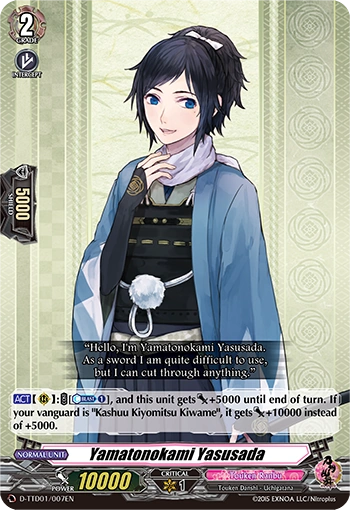 2
GRADE
INTERCEPT
5000
SHIELD
"Hello, I'm Yamatonokami Yasusada.
As a sword I am quite difficult to use,
but I can cut through anything."
ACT【 】:【 BLAST 1】, and this unit gets +5000 until end of turn. If
your vanguard is "Kashuu Kiyomitsu Kiwame", it gets +10000 instead
of +5000.
NORMAL UNIT
Yamatonokami Yasusada
POWER 10000
CRITICAL
1
Touken Ranbu
Touken Danshi - Uchigatana
D-TTD01/007EN
©2015 EXNOA LLC/Nitroplus